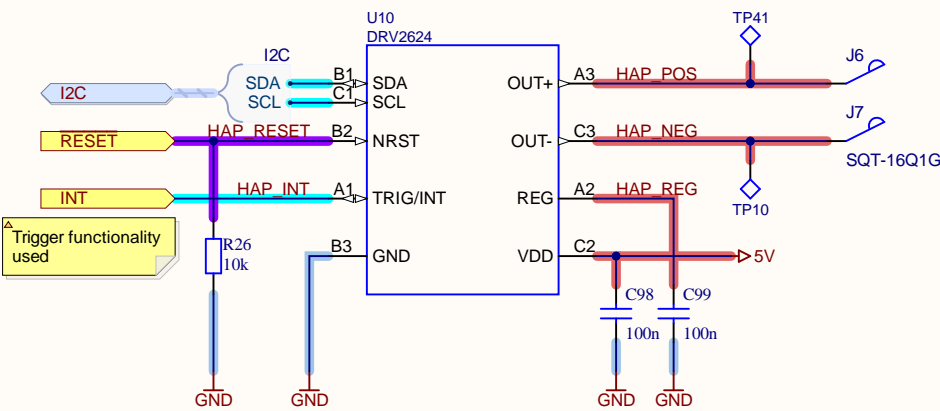 U10
DRV2624
TP41
I2C
J6
I2C
SDA
B1
SDA
OUT+
A3
HAP_POS
SCL
C1
SCL
J7
RESET
HAP_RESET
B2
NRST
OUT-
C3
HAP_NEG
SQT-16Q1G
INT
HAP_INT
A1
TRIG/INT
REG
A2
HAP_REG
TP10
Trigger functionality
used
R26
10k
B3
GND
VDD
C2
5V
C98
100n
C99
100n
GND
GND
GND
GND